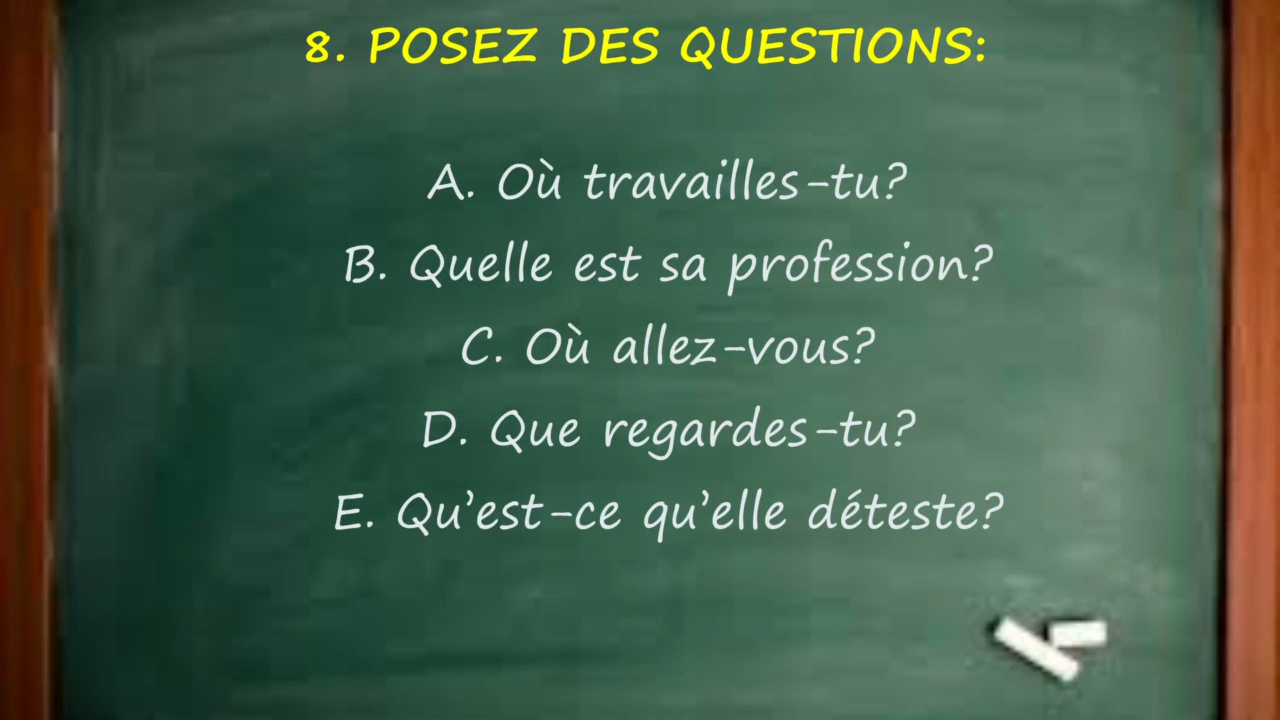 8. POSEZ DES QUESTIONS:
A. Où travailles-tu?
B. Quelle est sa profession?
C. Où allez-vous?
D. Que regardes-tu?
E. Qu’est-ce qu’elle déteste?